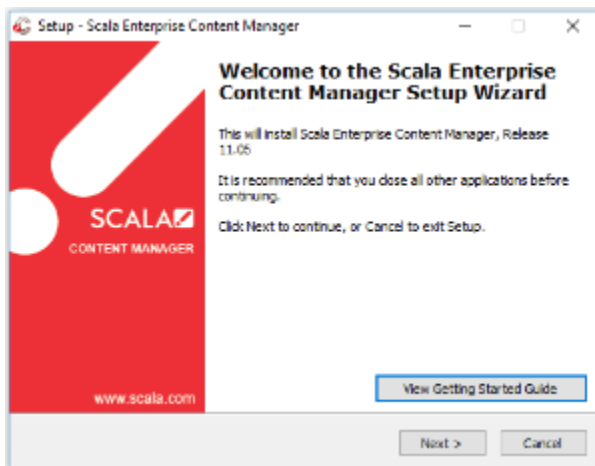 Setup - Scala Enterprise Content Manager
Welcome to the Scala Enterprise
Content Manager Setup Wizard
This will install Scala Enterprise Content Manager, Release
11.05
It is recommended that you close all other applications before
continuing.
Click Next to continue, or Cancel to exit Setup.
SCALA
CONTENT MANAGER
www.scala.com
View Getting Started Guide
Next >
Cancel